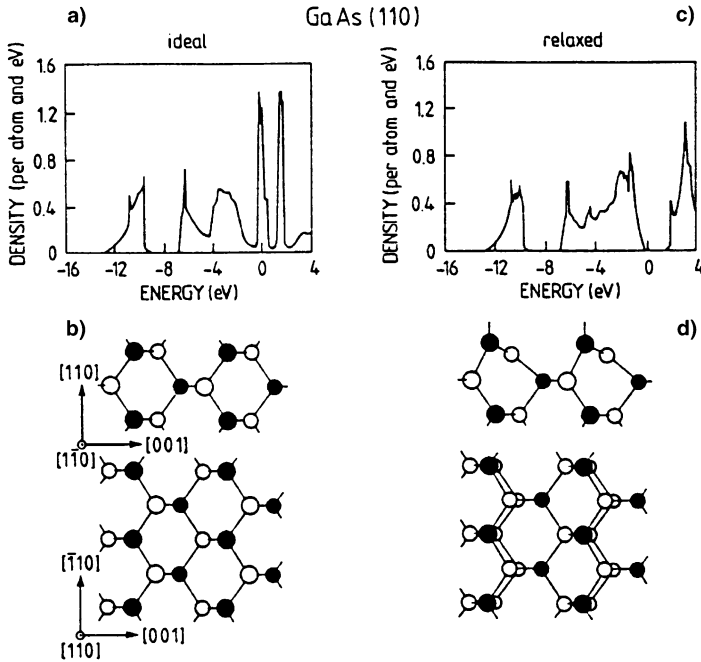 a)
GaAs (110)
c)
ideal
relaxed
DENSITY (per atom and eV)
1.6
1.2
0.8
0.4
0
-16
-12
-8
-4
0
4
ENERGY (eV)
DENSITY (per atom and eV)
1.6
1.2
0.8
0.4
0
-16
-12
-8
-4
0
4
ENERGY (eV)
b)
d)
[110]
[001]
[11̅0]
[1̅10]
[001]
[110]